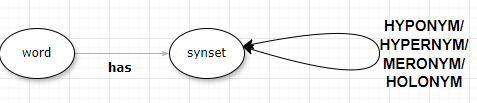 word
has
synset
HYPONYM/
HYPERNYM/
MERONYM/
HOLONYM